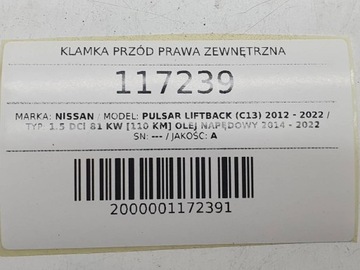 KLAMKA PRZÓD PRAWA ZEWNĘTRZNA
117239
MARKA: NISSAN / MODEL: PULSAR LIFTBACK (C13) 2012 - 2022 /
TYP: 1.5 DCI 81 KW [110 KM] OLEJ NAPĘDOWY 2014 - 2022
SN: --- / JAKOŚĆ: A
2000001172391